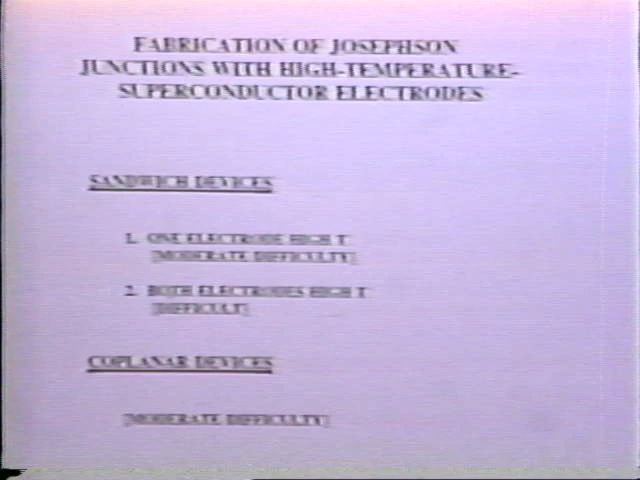 FABRICATION OF JOSEPHSON
JUNCTIONS WITH HIGH-TEMPERATURE-
SUPERCONDUCTOR ELECTRODES
SANDWICH DEVICES
1. ONE ELECTRODE HIGH T
[MODERATE DIFFICULTY]
2. BOTH ELECTRODES HIGH T
[DIFFICULT]
COPLANAR DEVICES
[MODERATE DIFFICULTY]